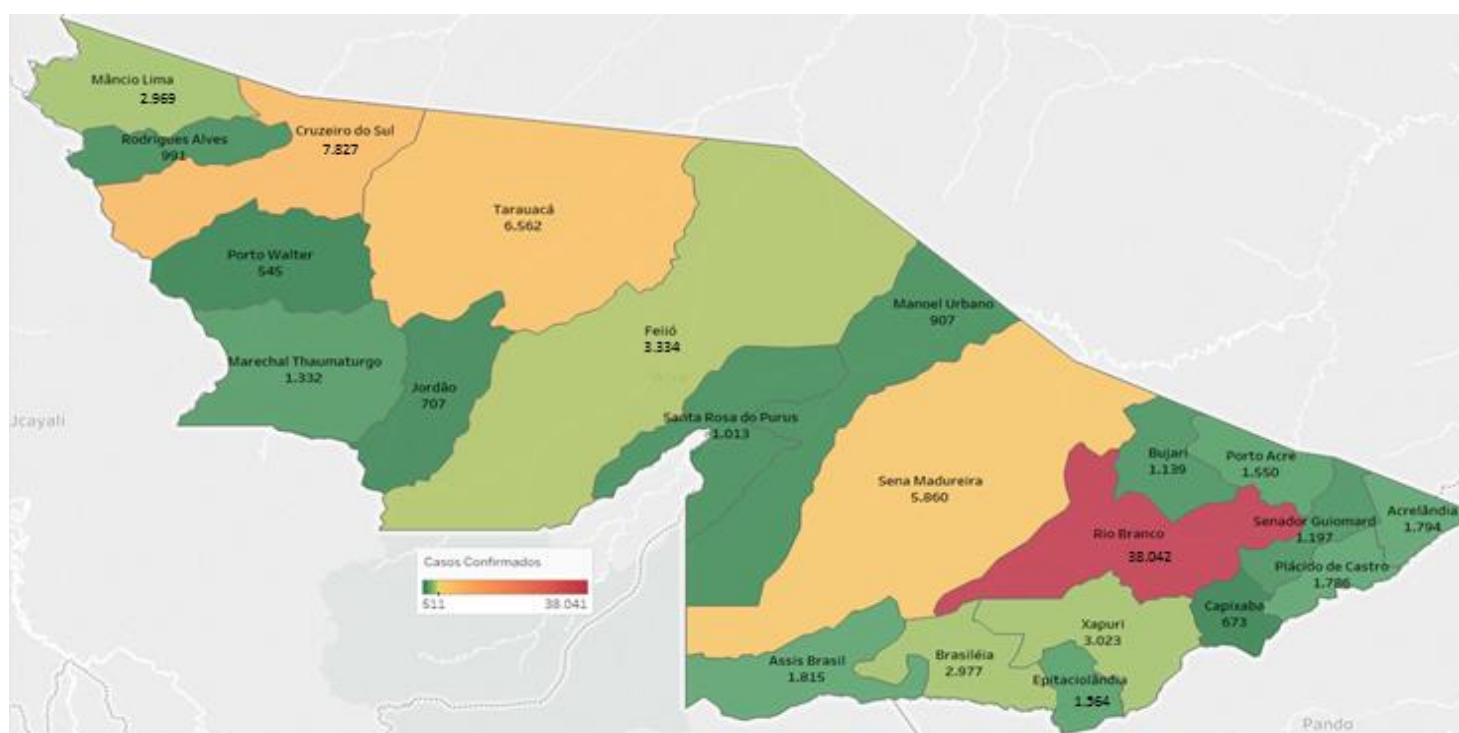 Mâncio Lima
2.969
Rodrigues Alves
991
Cruzeiro do Sul
7.827
Tarauacá
6.562
Porto Walter
545
Marechal Thaumaturgo
1.332
Jordão
707
Feijó
3.334
Manoel Urbano
907
Santa Rosa do Purus
1.013
Sena Madureira
5.860
Bujari
1.139
Porto Acre
1.550
Rio Branco
38.042
Senador Guiomard
1.197
Acrelândia
1.794
Plácido de Castro
1.786
Capixaba
673
Xapuri
3.023
Assis Brasil
1.815
Brasiléia
2.977
Epitaciolândia
1.564
Casos Confirmados
511
38.041
Pando